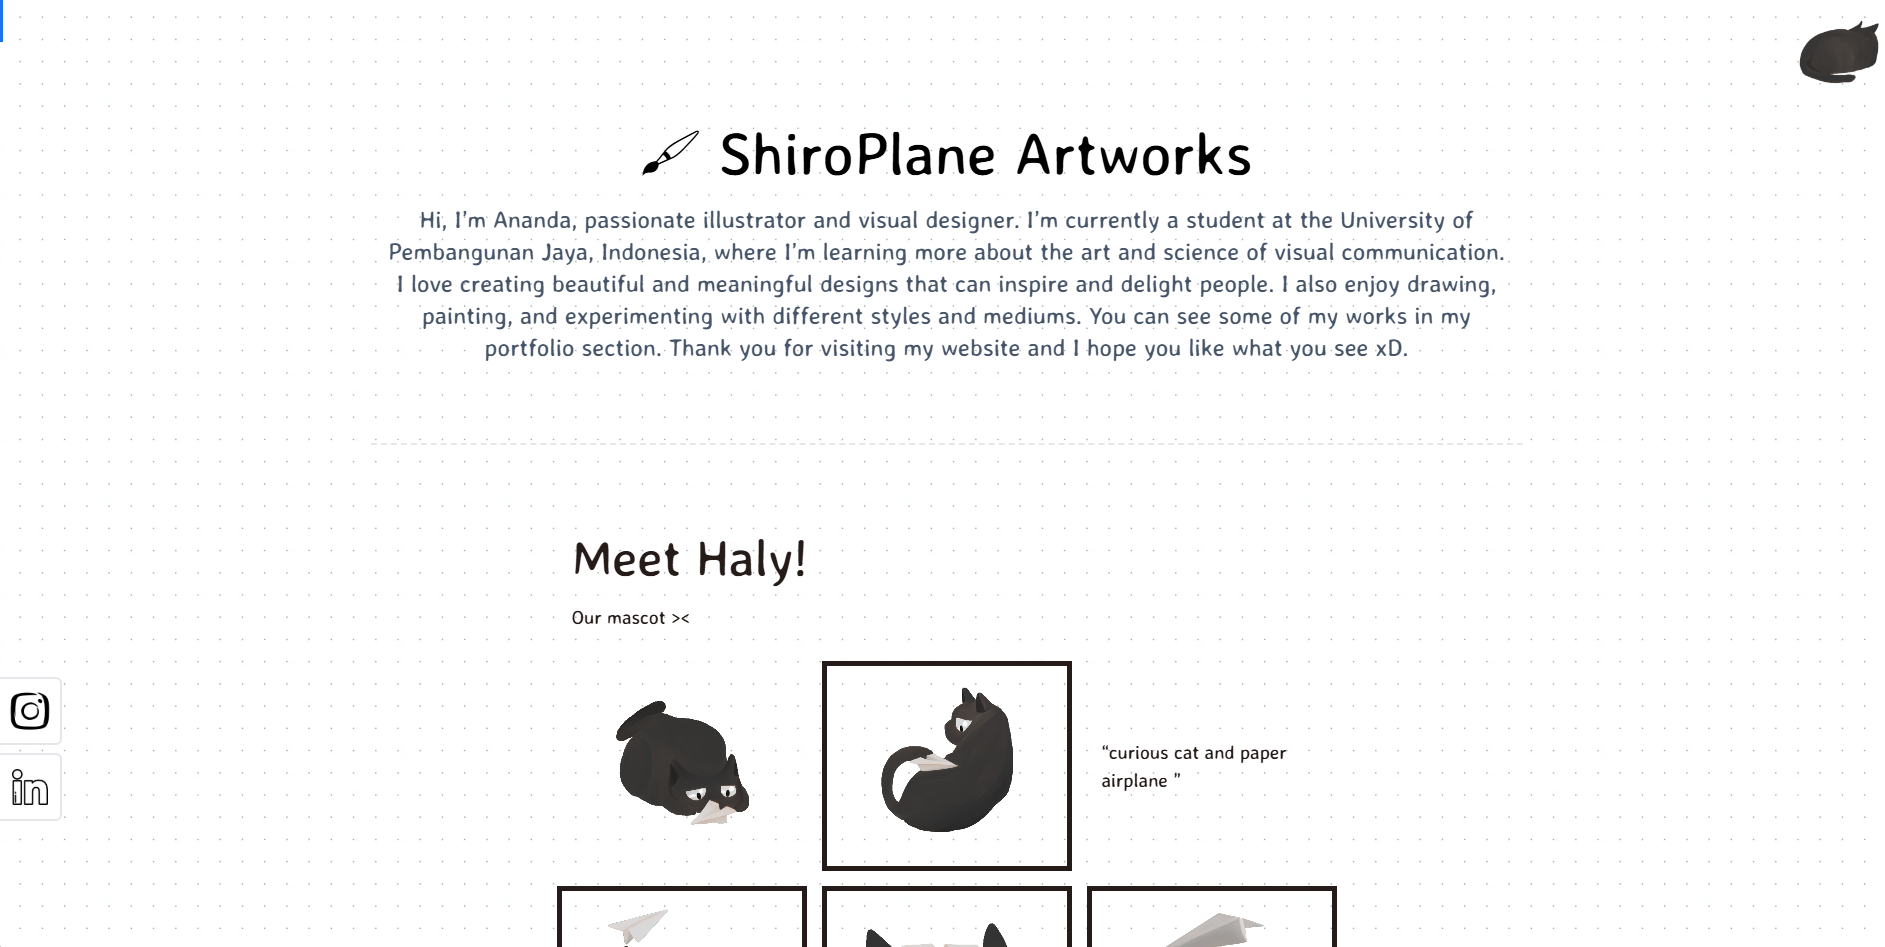 ShiroPlane Artworks
Hi, I'm Ananda, passionate illustrator and visual designer. I'm currently a student at the University of
Pembangunan Jaya, Indonesia, where I'm learning more about the art and science of visual communication.
I love creating beautiful and meaningful designs that can inspire and delight people. I also enjoy drawing,
painting, and experimenting with different styles and mediums. You can see some of my works in my
portfolio section. Thank you for visiting my website and I hope you like what you see xD.
Meet Haly!
Our mascot ><
“curious cat and paper
airplane ”
in